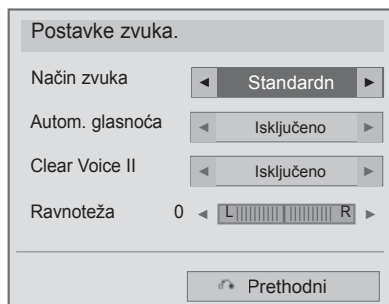 Postavke zvuka.
Način zvuka ◄ Standardn ►
Autom. glasnoća ◄ Isključeno ►
Clear Voice II ◄ Isključeno ►
Ravnoteža 0 ◄ L R ►
Prethodni